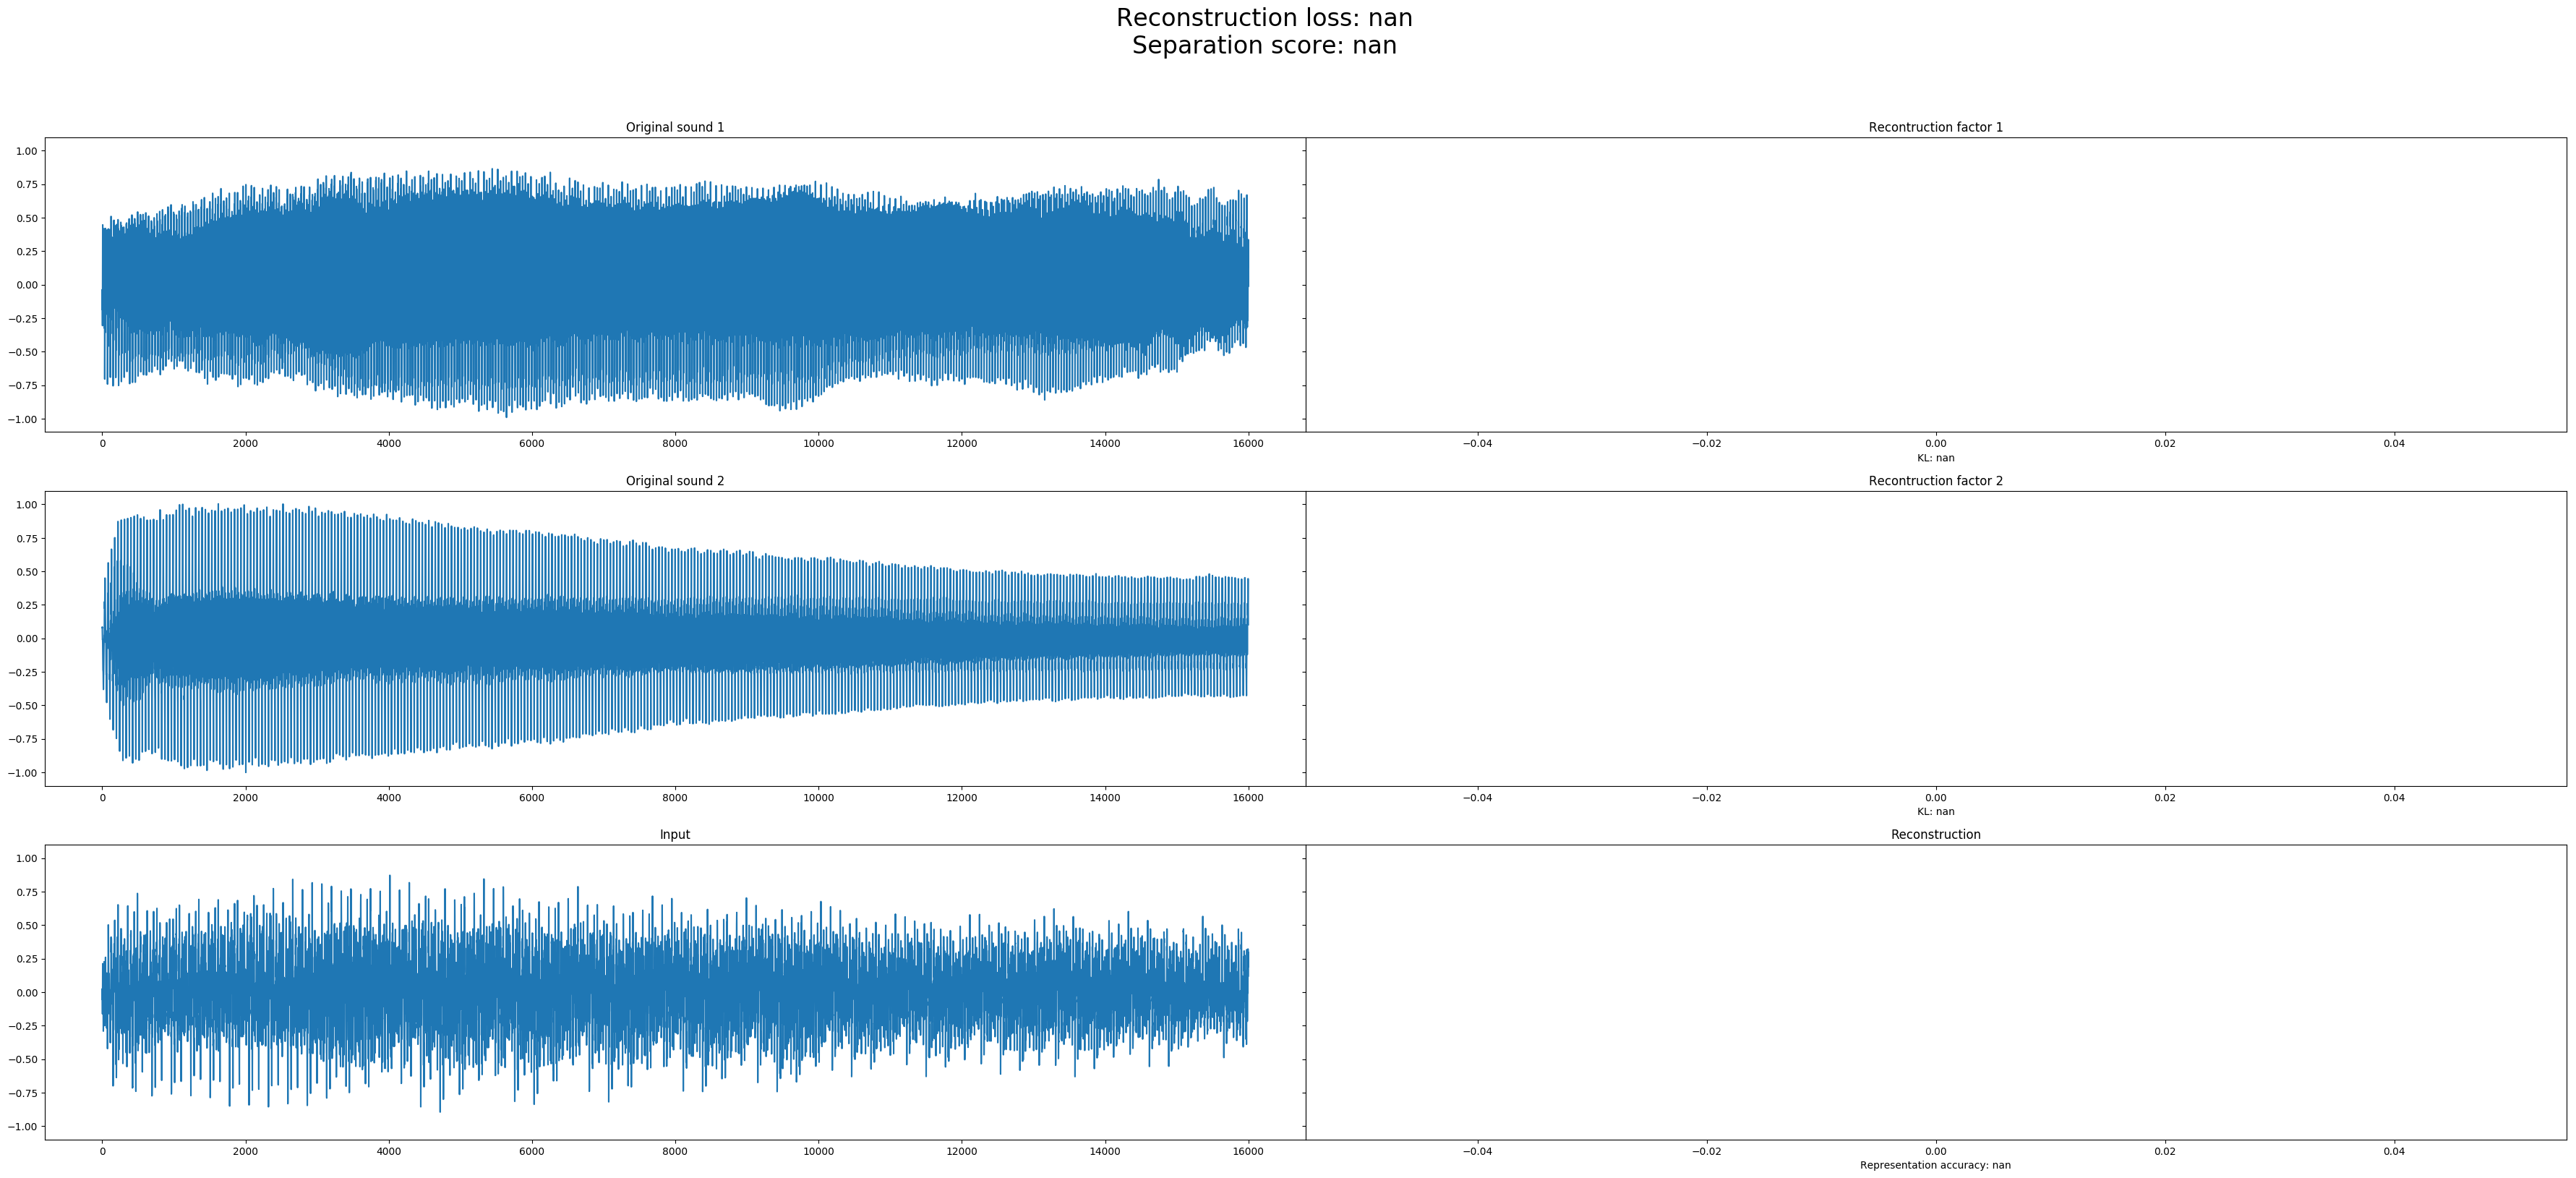 Reconstruction loss: nan
Separation score: nan
Original sound 1
Recontruction factor 1
1.00
0.75
0.50
0.25
0.00
−0.25
−0.50
−0.75
−1.00
0 2000 4000 6000 8000 10000 12000 14000 16000
−0.04 −0.02 0.00 0.02 0.04
KL: nan
Original sound 2
Recontruction factor 2
1.00
0.75
0.50
0.25
0.00
−0.25
−0.50
−0.75
−1.00
0 2000 4000 6000 8000 10000 12000 14000 16000
−0.04 −0.02 0.00 0.02 0.04
KL: nan
Input
Reconstruction
1.00
0.75
0.50
0.25
0.00
−0.25
−0.50
−0.75
−1.00
0 2000 4000 6000 8000 10000 12000 14000 16000
−0.04 −0.02 0.00 0.02 0.04
Representation accuracy: nan